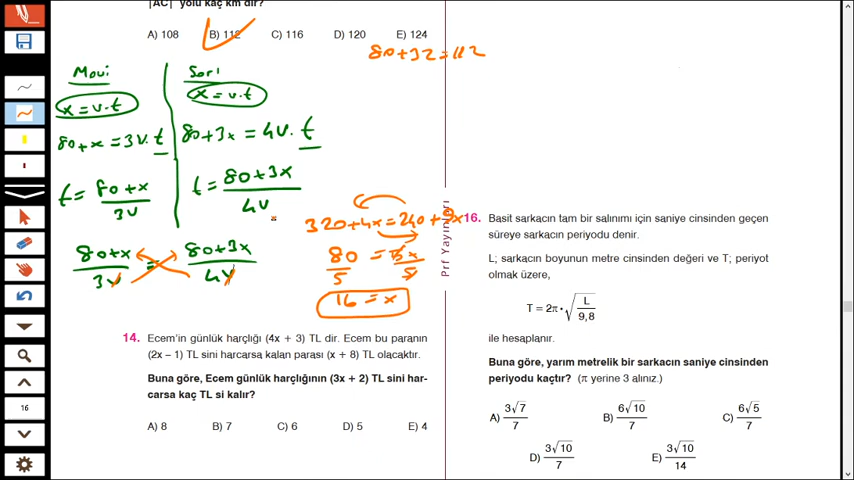 |AC| yolu kaç km dir?
A) 108 B) 112 C) 116 D) 120 E) 124
80+32=112
Mavi
x = v.t
80+x = 3v.t
t = 80+x / 3v
80+x / 3v = 80+3x / 4v
Sarı
x = v.t
80+3x = 4v.t
t = 80+3x / 4v
320+4x = 240+9x
80/5 = 5x/5
16 = x
14. Ecem'in günlük harçlığı (4x + 3) TL dir. Ecem bu paranın
(2x – 1) TL sini harcarsa kalan parası (x + 8) TL olacaktır.
Buna göre, Ecem günlük harçlığının (3x + 2) TL sini har-
carsa kaç TL si kalır?
A) 8 B) 7 C) 6 D) 5 E) 4
Prf Yayınları
16. Basit sarkacın tam bir salınımı için saniye cinsinden geçen
süreye sarkacın periyodu denir.
L; sarkacın boyunun metre cinsinden değeri ve T; periyot
olmak üzere,
T = 2π·√(L / 9,8)
ile hesaplanır.
Buna göre, yarım metrelik bir sarkacın saniye cinsinden
periyodu kaçtır? (π yerine 3 alınız.)
A) 3√7 / 7 B) 6√10 / 7 C) 6√5 / 7
D) 3√10 / 7 E) 3√10 / 14
16